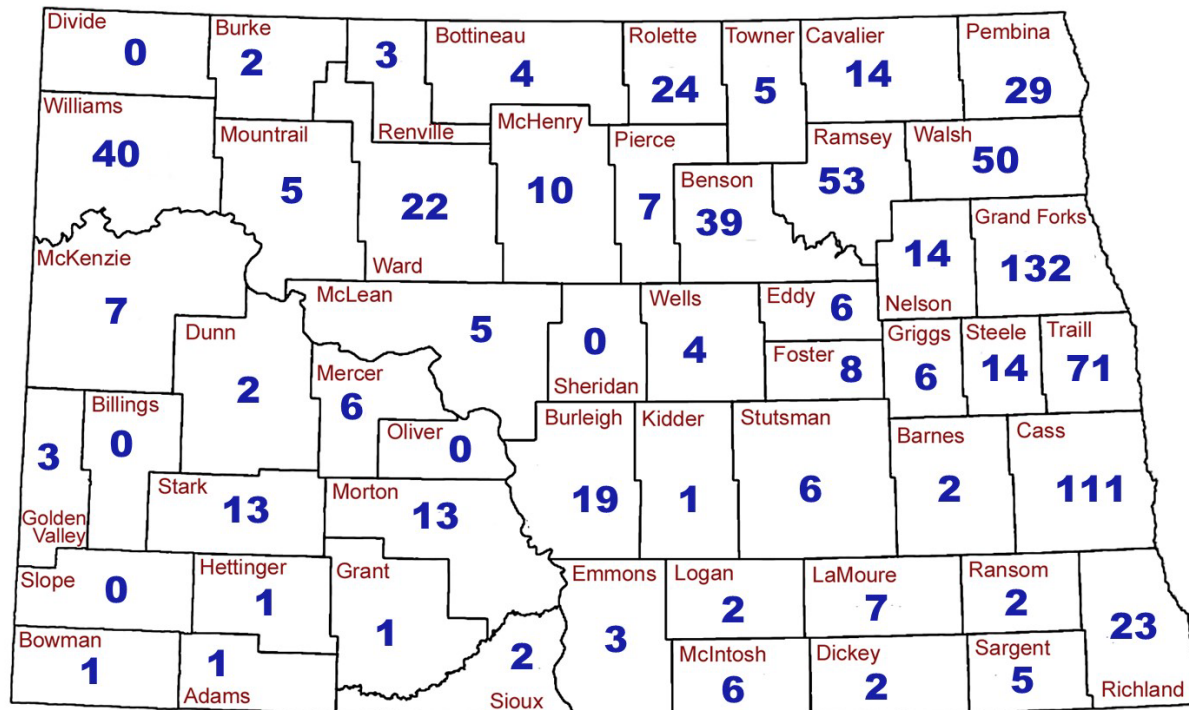 Divide
0
Burke
2
3
Renville
Bottineau
4
Rolette
24
Towner
5
Cavalier
14
Pembina
29
Williams
40
Mountrail
5
22
Ward
McHenry
10
Pierce
7
Benson
39
Ramsey
53
Walsh
50
14
Nelson
Grand Forks
132
McKenzie
7
Dunn
2
McLean
5
0
Sheridan
Wells
4
Eddy 6
Foster 8
Griggs
6
Steele
14
Traill
71
3
Golden
Valley
Billings
0
Mercer
6
Oliver 0
Stark
13
Morton
13
Burleigh
19
Kidder
1
Stutsman
6
Barnes
2
Cass
111
Slope 0
Hettinger
1
Grant
1
Bowman
1
1
Adams
2
Sioux
Emmons
3
Logan
2
LaMoure
7
Ransom
2
23
Richland
McIntosh
6
Dickey
2
Sargent
5